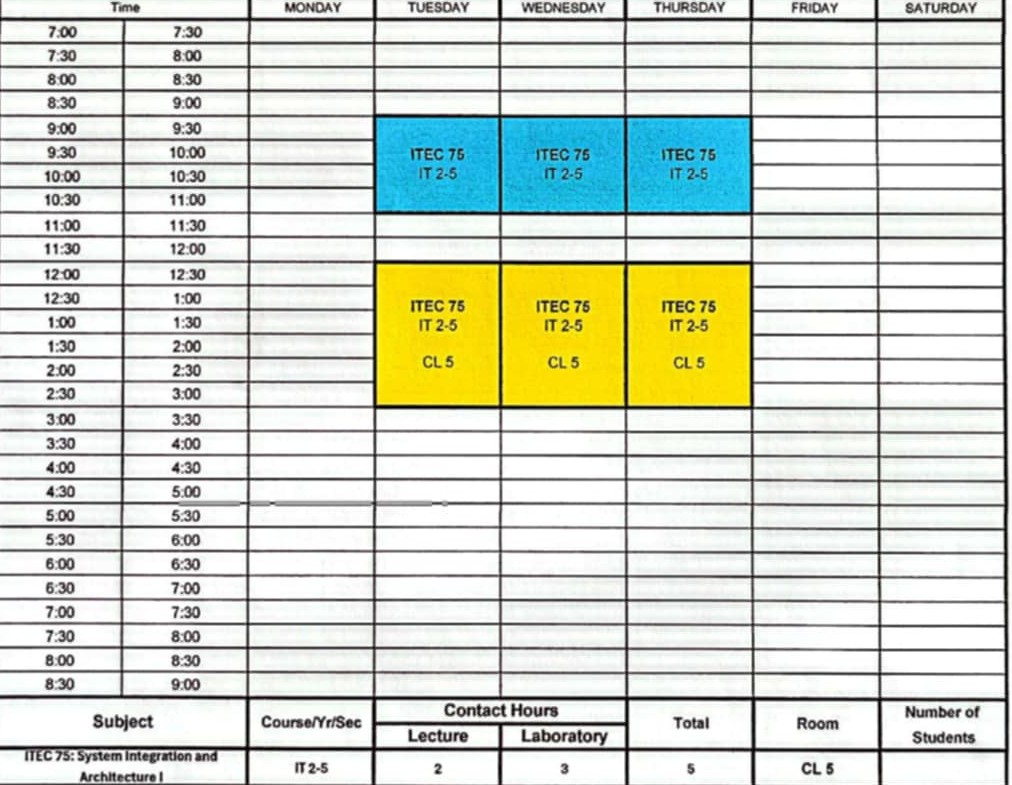 Time MONDAY TUESDAY WEDNESDAY THURSDAY FRIDAY SATURDAY
7:00 7:30
7:30 8:00
8:00 8:30
8:30 9:00
9:00 9:30
9:30 10:00 ITEC 75 ITEC 75 ITEC 75
10:00 10:30 IT 2-5 IT 2-5 IT 2-5
10:30 11:00
11:00 11:30
11:30 12:00
12:00 12:30
12:30 1:00 ITEC 75 ITEC 75 ITEC 75
1:00 1:30 IT 2-5 IT 2-5 IT 2-5
1:30 2:00
2:00 2:30 CL 5 CL 5 CL 5
2:30 3:00
3:00 3:30
3:30 4:00
4:00 4:30
4:30 5:00
5:00 5:30
5:30 6:00
6:00 6:30
6:30 7:00
7:00 7:30
7:30 8:00
8:00 8:30
8:30 9:00
Subject Course/Yr/Sec Contact Hours Total Room Number of Students
Lecture Laboratory
ITEC 75: System Integration and
Architecture I IT 2-5 2 3 5 CL 5